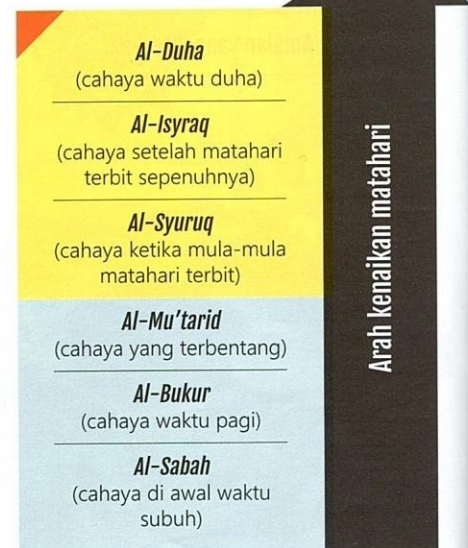 Al-Duha
(cahaya waktu duha)
Al-Isyraq
(cahaya setelah matahari
terbit sepenuhnya)
Al-Syuruq
(cahaya ketika mula-mula
matahari terbit)
Al-Mu'tarid
(cahaya yang terbentang)
Al-Bukur
(cahaya waktu pagi)
Al-Sabah
(cahaya di awal waktu
subuh)
Arah kenaikan matahari